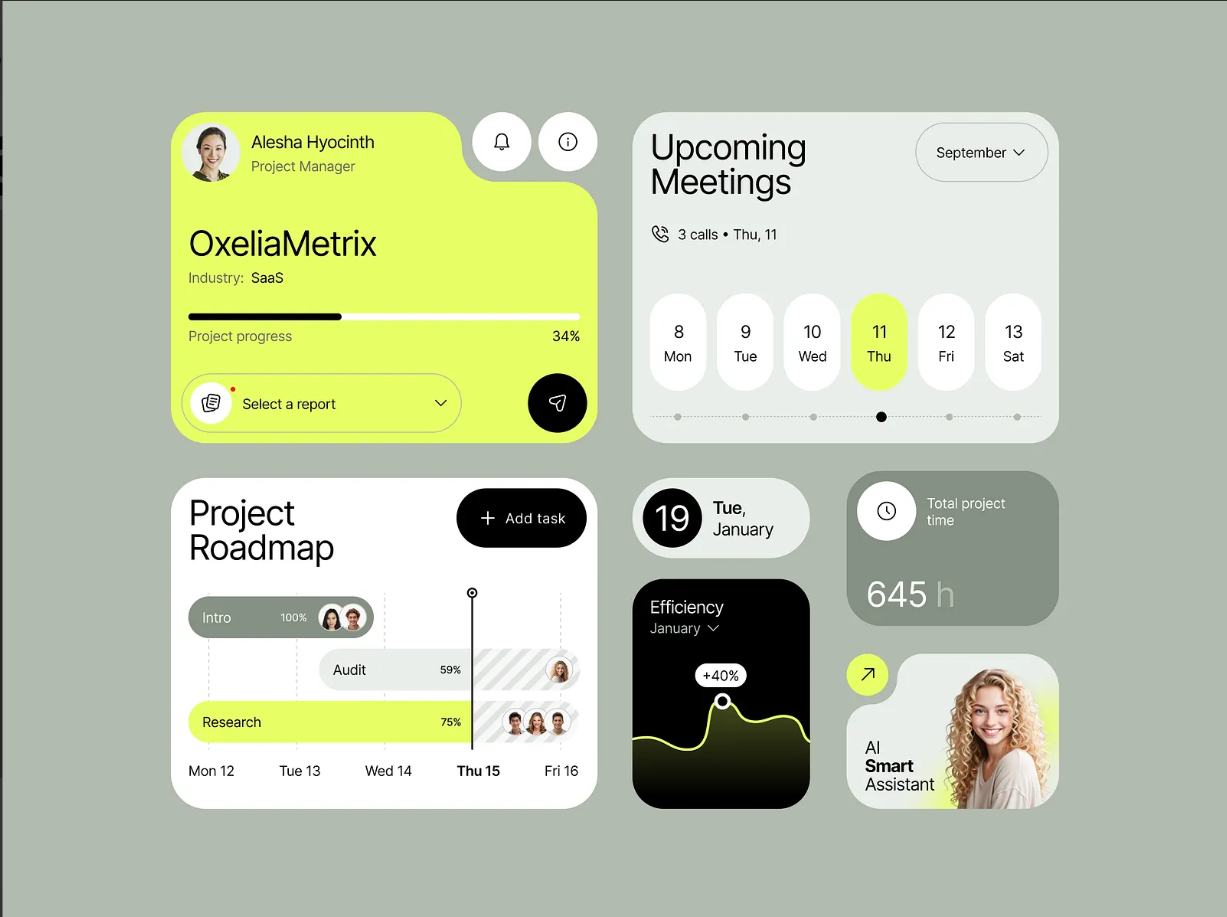 Alesha Hyocinth
Project Manager
OxeliaMetrix
Industry: SaaS
Project progress
34%
Select a report
Upcoming
Meetings
September
3 calls • Thu, 11
8
Mon
9
Tue
10
Wed
11
Thu
12
Fri
13
Sat
Project
Roadmap
+ Add task
Intro
100%
Audit
59%
Research
75%
Mon 12
Tue 13
Wed 14
Thu 15
Fri 16
19
Tue,
January
Efficiency
January
+40%
Total project
time
645 h
AI
Smart
Assistant